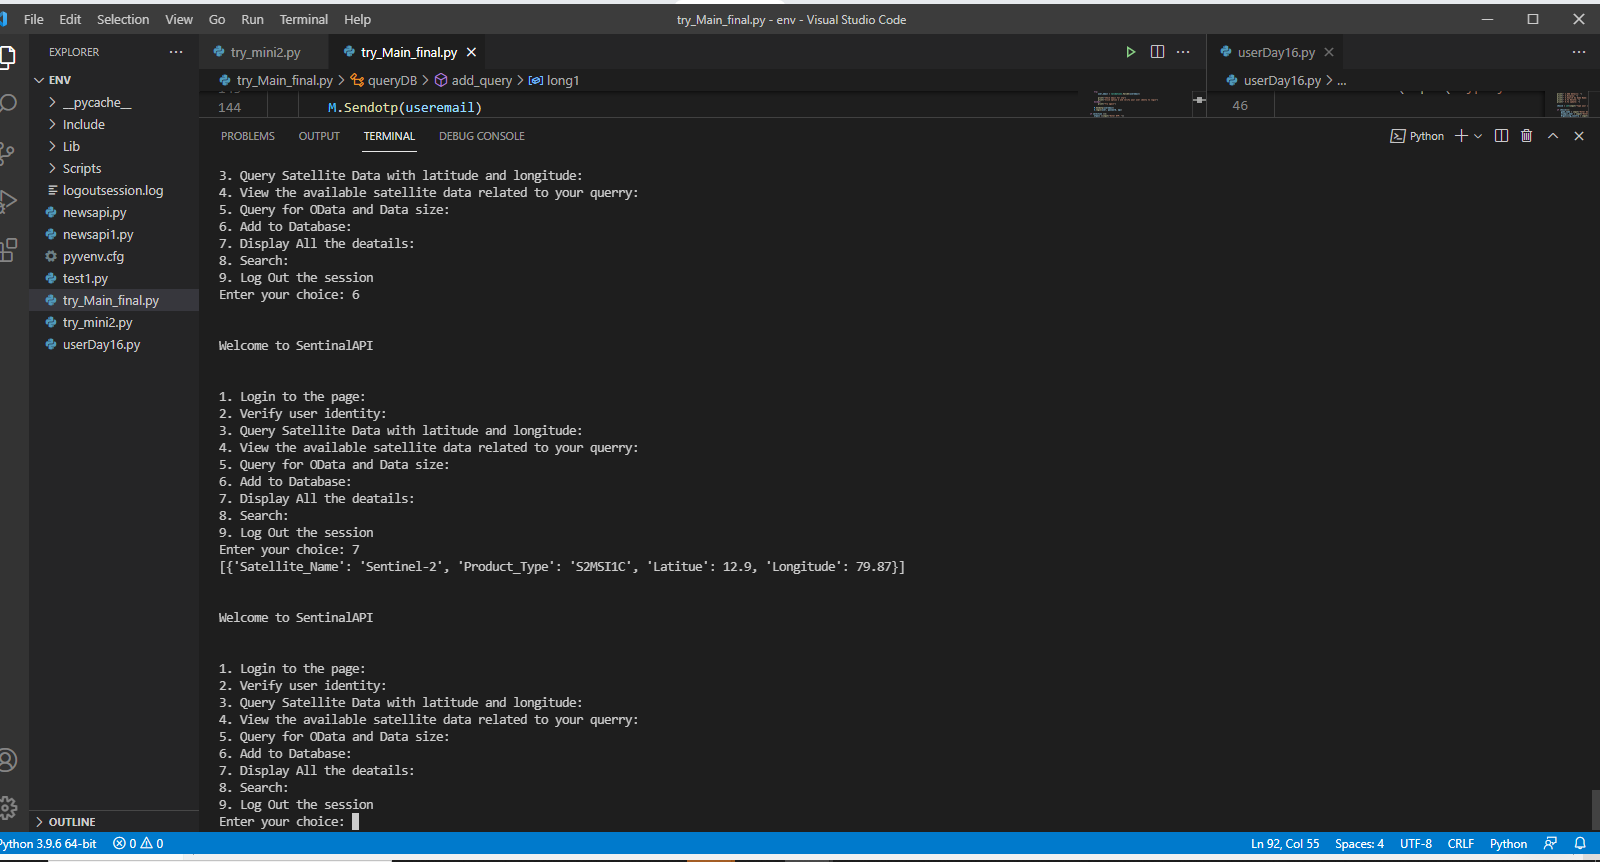 File Edit Selection View Go Run Terminal Help
try_Main_final.py - env - Visual Studio Code
EXPLORER
ENV
__pycache__
Include
Lib
Scripts
logoutsession.log
newsapi.py
newsapi1.py
pyvenv.cfg
test1.py
try_Main_final.py
try_mini2.py
userDay16.py
OUTLINE
try_mini2.py
try_Main_final.py
try_Main_final.py > queryDB > add_query > long1
144 M.Sendotp(useremail)
userDay16.py
userDay16.py > ...
46
PROBLEMS OUTPUT TERMINAL DEBUG CONSOLE
Python
3. Query Satellite Data with latitude and longitude:
4. View the available satellite data related to your querry:
5. Query for OData and Data size:
6. Add to Database:
7. Display All the deatails:
8. Search:
9. Log Out the session
Enter your choice: 6
Welcome to SentinalAPI
1. Login to the page:
2. Verify user identity:
3. Query Satellite Data with latitude and longitude:
4. View the available satellite data related to your querry:
5. Query for OData and Data size:
6. Add to Database:
7. Display All the deatails:
8. Search:
9. Log Out the session
Enter your choice: 7
[{'Satellite_Name': 'Sentinel-2', 'Product_Type': 'S2MSI1C', 'Latitue': 12.9, 'Longitude': 79.87}]
Welcome to SentinalAPI
1. Login to the page:
2. Verify user identity:
3. Query Satellite Data with latitude and longitude:
4. View the available satellite data related to your querry:
5. Query for OData and Data size:
6. Add to Database:
7. Display All the deatails:
8. Search:
9. Log Out the session
Enter your choice:
Python 3.9.6 64-bit 0 0
Ln 92, Col 55 Spaces: 4 UTF-8 CRLF Python